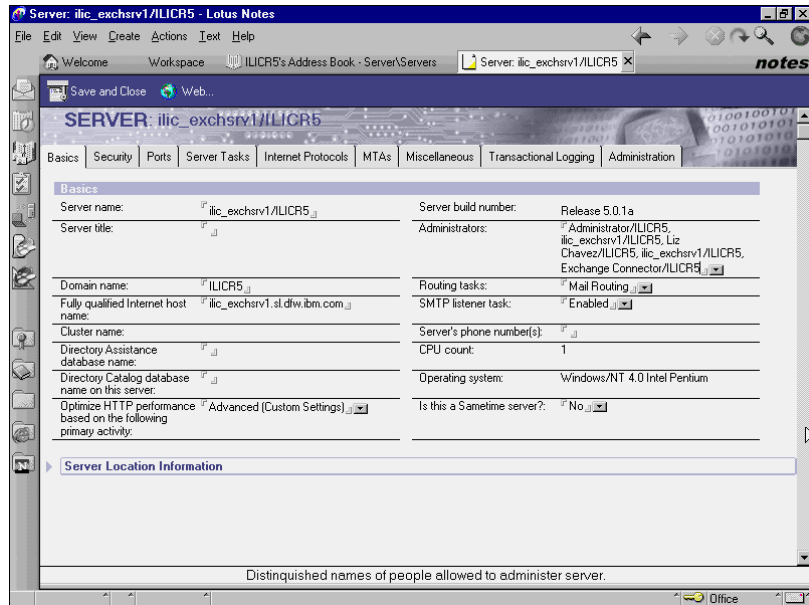 Server: ilic_exchsrv1/ILICR5 - Lotus Notes
File Edit View Create Actions Text Help
Welcome Workspace ILICR5's Address Book - Server\Servers Server: ilic_exchsrv1/ILICR5 notes
Save and Close Web...
SERVER: ilic_exchsrv1/ILICR5
Basics Security Ports Server Tasks Internet Protocols MTAs Miscellaneous Transactional Logging Administration
Basics
Server name: ilic_exchsrv1/ILICR5 Server build number: Release 5.0.1a
Server title: Administrators: Administrator/ILICR5,
ilic_exchsrv1/ILICR5, Liz
Chavez/ILICR5, ilic_exchsrv1/ILICR5,
Exchange Connector/ILICR5
Domain name: ILICR5 Routing tasks: Mail Routing
Fully qualified Internet host name: ilic_exchsrv1.sl.dfw.ibm.com SMTP listener task: Enabled
Cluster name: Server's phone number(s):
Directory Assistance database name: CPU count: 1
Directory Catalog database name on this server: Operating system: Windows/NT 4.0 Intel Pentium
Optimize HTTP performance based on the following primary activity: Advanced (Custom Settings) Is this a Sametime server?: No
Server Location Information
Distinquished names of people allowed to administer server.
Office